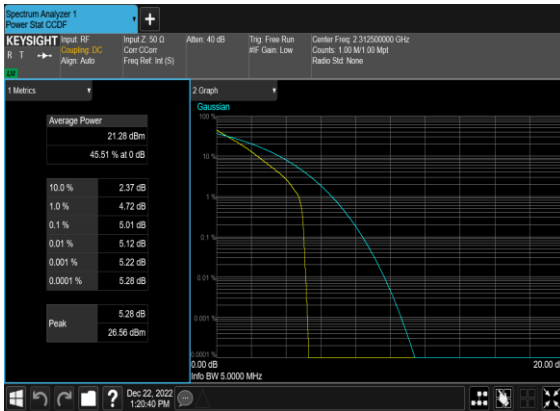 Spectrum Analyzer 1
Power Stat CCDF
KEYSIGHT
R T
LXI
Input: RF
Coupling: DC
Align: Auto
Input Z: 50 Ω
Corr CCorr
Freq Ref: Int (S)
Atten: 40 dB
Trig: Free Run
#IF Gain: Low
Center Freq: 2.312500000 GHz
Counts: 1.00 M/1.00 Mpt
Radio Std: None
1 Metrics
Average Power
21.28 dBm
45.51 % at 0 dB
10.0 % 2.37 dB
1.0 % 4.72 dB
0.1 % 5.01 dB
0.01 % 5.12 dB
0.001 % 5.22 dB
0.0001 % 5.28 dB
Peak
5.28 dB
26.56 dBm
2 Graph
Gaussian
100 %
10 %
1 %
0.1 %
0.01 %
0.001 %
0.0001 %
0.00 dB
20.00 d
Info BW 5.0000 MHz
?
Dec 22, 2022
1:20:40 PM